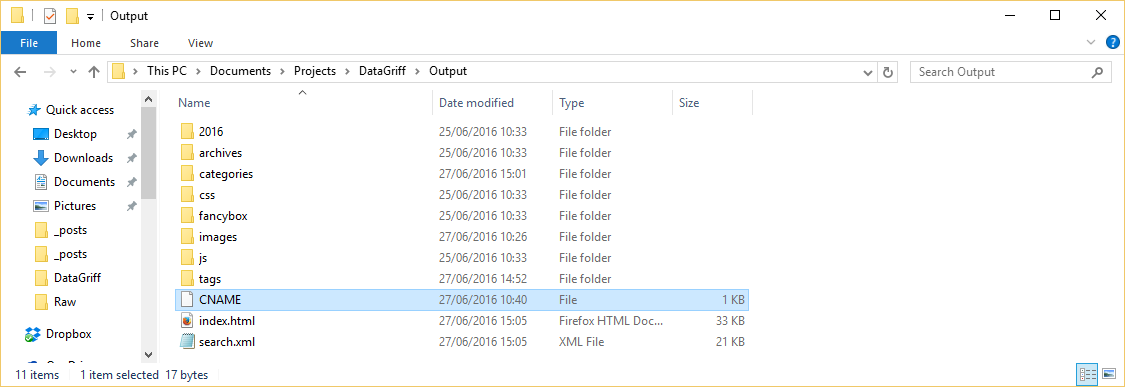 Output
File Home Share View
This PC Documents Projects DataGriff Output
Search Output
Name Date modified Type Size
Quick access
Desktop
Downloads
Documents
Pictures
_posts
_posts
DataGriff
Raw
Dropbox
2016 25/06/2016 10:33 File folder
archives 25/06/2016 10:33 File folder
categories 27/06/2016 15:01 File folder
css 25/06/2016 10:33 File folder
fancybox 25/06/2016 10:33 File folder
images 27/06/2016 10:26 File folder
js 25/06/2016 10:33 File folder
tags 27/06/2016 14:52 File folder
CNAME 27/06/2016 10:40 File 1 KB
index.html 27/06/2016 15:05 Firefox HTML Doc... 33 KB
search.xml 27/06/2016 15:05 XML File 21 KB
11 items 1 item selected 17 bytes